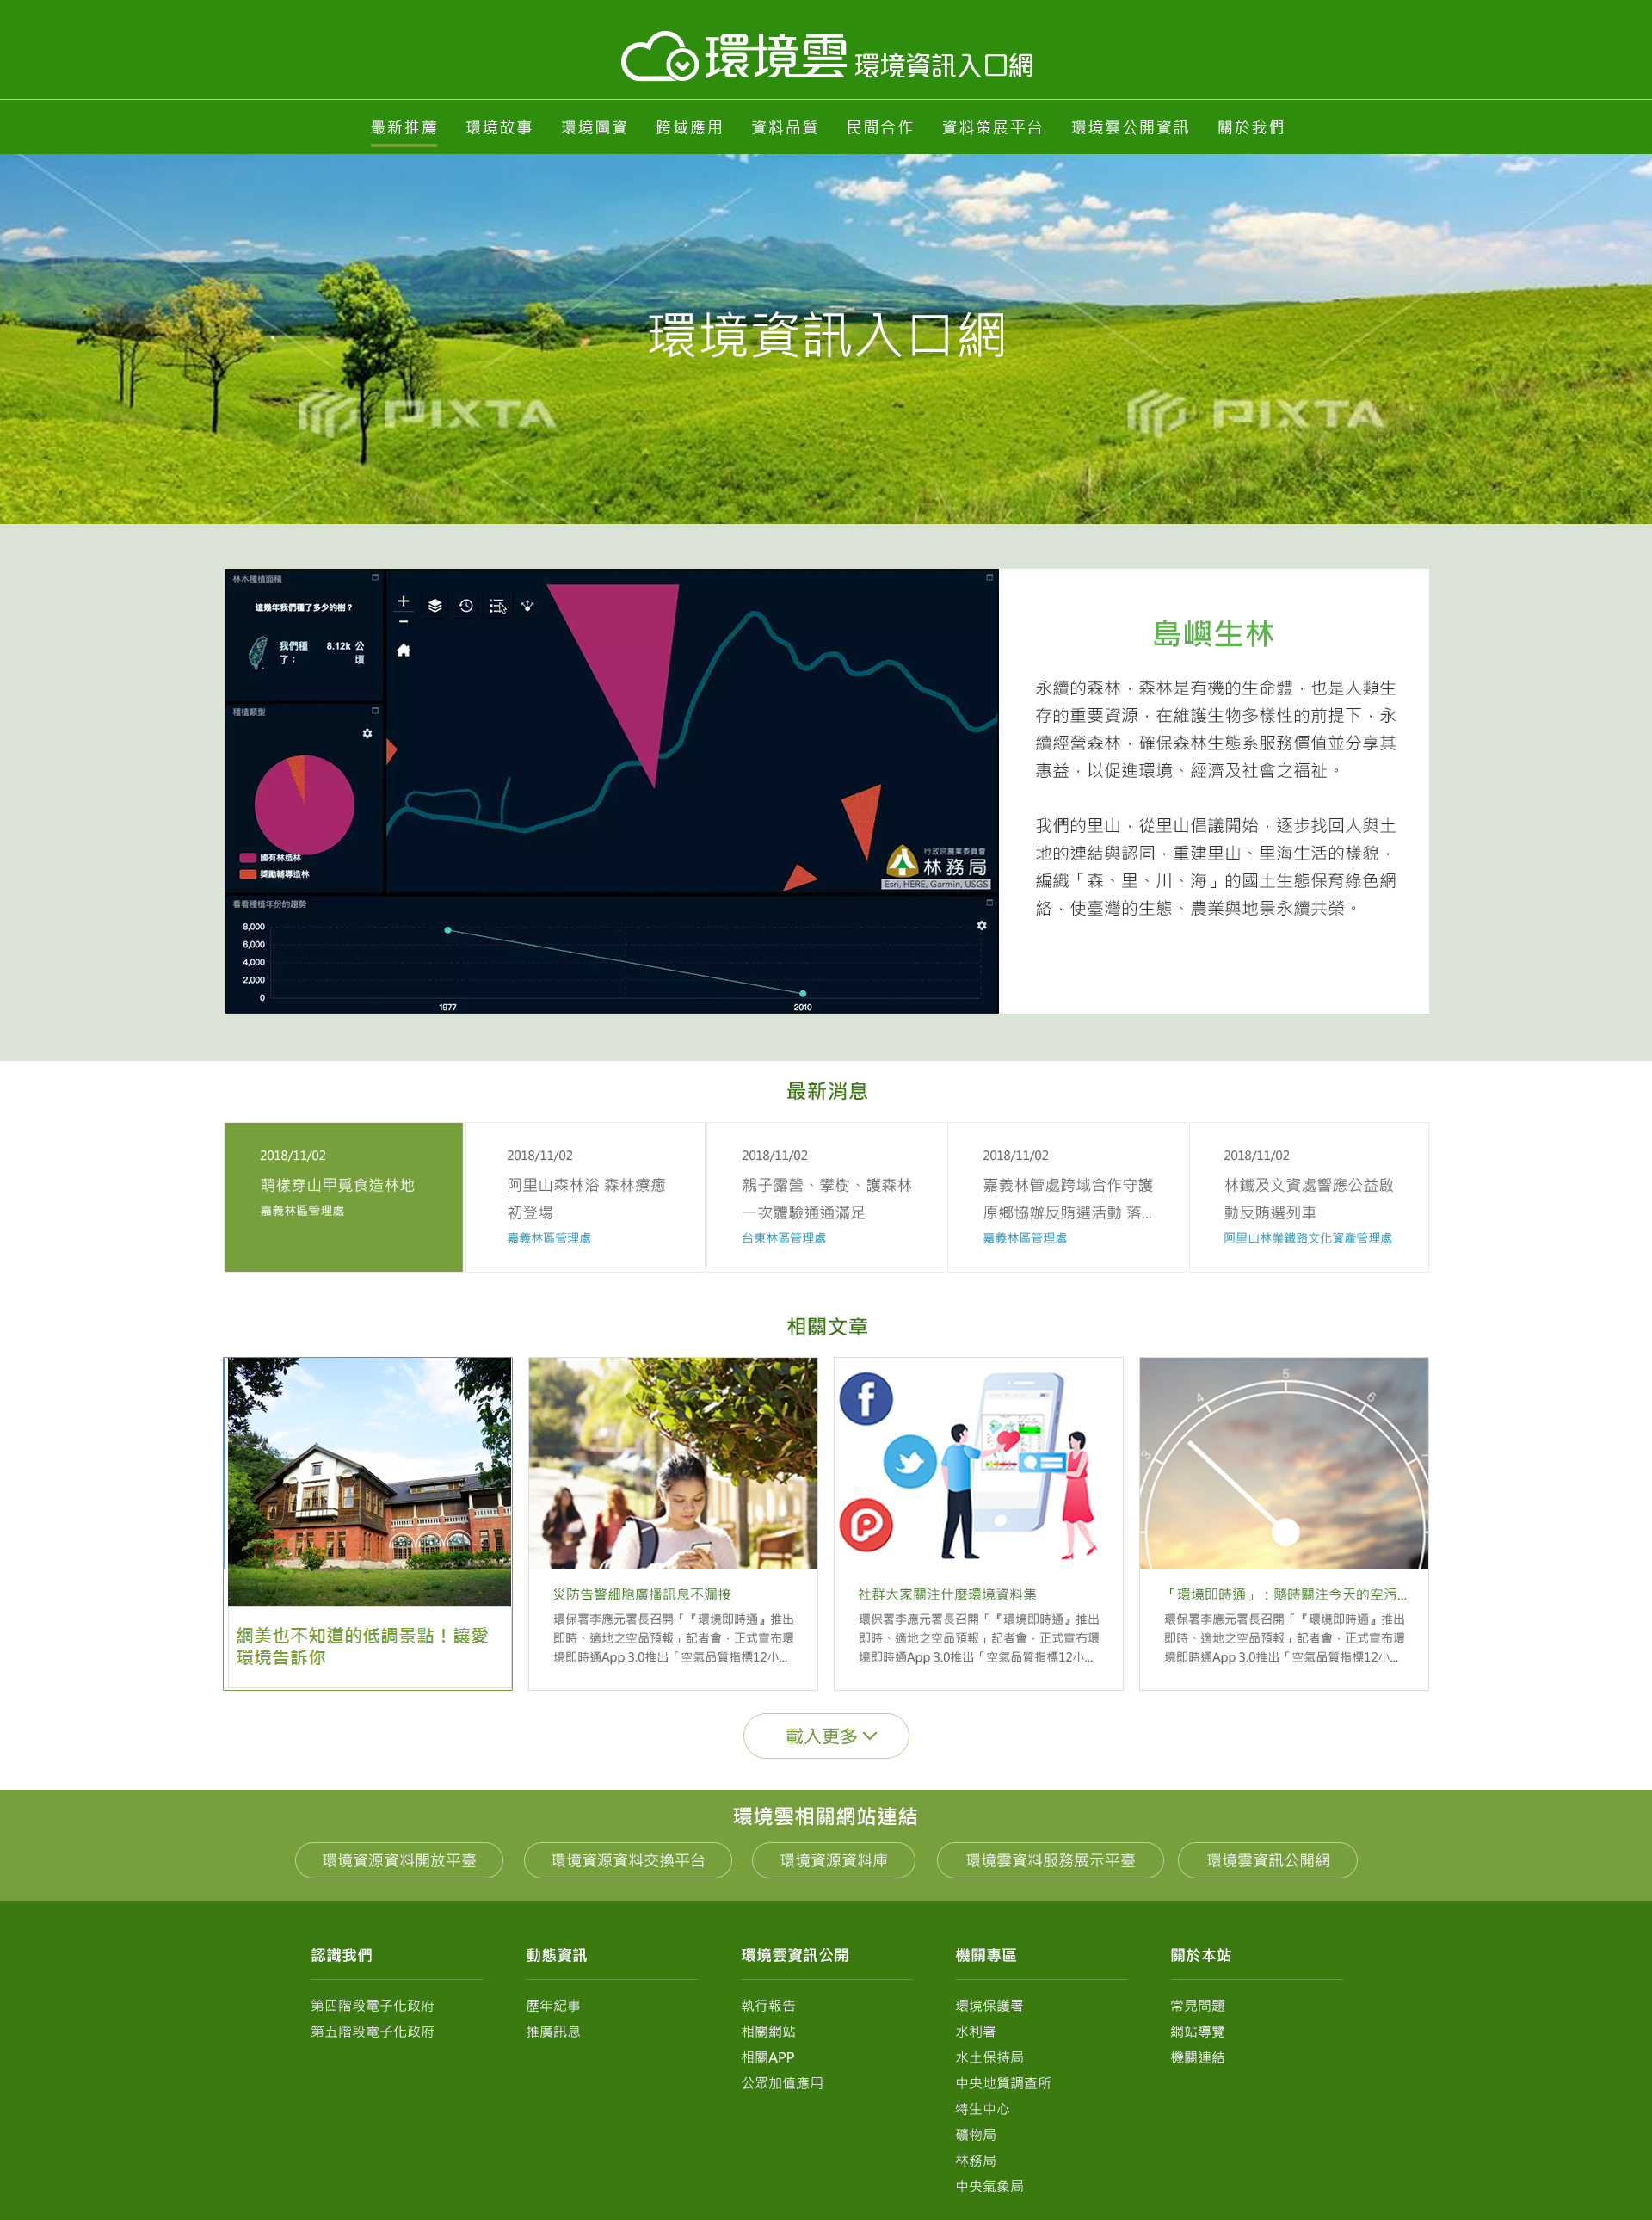 環境雲 環境資訊入口網
最新推薦 環境故事 環境圖資 跨域應用 資料品質 民間合作 資料策展平台 環境雲公開資訊 關於我們
環境資訊入口網
PIXTA PIXTA
林木種植面積
這幾年我們種了多少的樹？
我們種了： 8.12k 公頃
種植類型
國有林造林
獎勵輔導造林
行政院農業委員會
林務局
Esri, HERE, Garmin, USGS
看看種植年份的趨勢
8,000
6,000
4,000
2,000
0
1977 2010
島嶼生林
永續的森林，森林是有機的生命體，也是人類生
存的重要資源，在維護生物多樣性的前提下，永
續經營森林，確保森林生態系服務價值並分享其
惠益，以促進環境、經濟及社會之福祉。
我們的里山，從里山倡議開始，逐步找回人與土
地的連結與認同，重建里山、里海生活的樣貌，
編織「森、里、川、海」的國土生態保育綠色網
絡，使臺灣的生態、農業與地景永續共榮。
最新消息
2018/11/02
萌樣穿山甲覓食造林地
嘉義林區管理處
2018/11/02
阿里山森林浴 森林療癒
初登場
嘉義林區管理處
2018/11/02
親子露營、攀樹、護森林
一次體驗通通滿足
台東林區管理處
2018/11/02
嘉義林管處跨域合作守護
原鄉協辦反賄選活動 落...
嘉義林區管理處
2018/11/02
林鐵及文資處響應公益啟
動反賄選列車
阿里山林業鐵路文化資產管理處
相關文章
網美也不知道的低調景點！讓愛
環境告訴你
災防告警細胞廣播訊息不漏接
環保署李應元署長召開「『環境即時通』推出
即時、適地之空品預報」記者會，正式宣布環
境即時通App 3.0推出「空氣品質指標12小...
社群大家關注什麼環境資料集
環保署李應元署長召開「『環境即時通』推出
即時、適地之空品預報」記者會，正式宣布環
境即時通App 3.0推出「空氣品質指標12小...
3 4 5 6
「環境即時通」：隨時關注今天的空污...
環保署李應元署長召開「『環境即時通』推出
即時、適地之空品預報」記者會，正式宣布環
境即時通App 3.0推出「空氣品質指標12小...
載入更多
環境雲相關網站連結
環境資源資料開放平臺 環境資源資料交換平台 環境資源資料庫 環境雲資料服務展示平臺 環境雲資訊公開網
認識我們
第四階段電子化政府
第五階段電子化政府
動態資訊
歷年紀事
推廣訊息
環境雲資訊公開
執行報告
相關網站
相關APP
公眾加值應用
機關專區
環境保護署
水利署
水土保持局
中央地質調查所
特生中心
礦物局
林務局
中央氣象局
關於本站
常見問題
網站導覽
機關連結